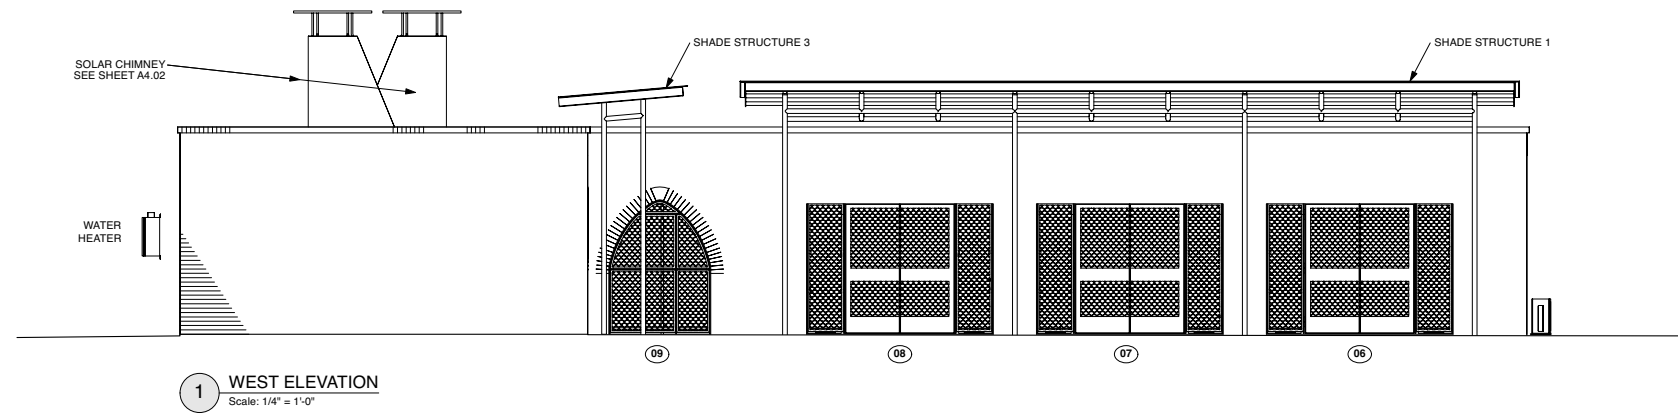 SHADE STRUCTURE 3
SHADE STRUCTURE 1
SOLAR CHIMNEY
SEE SHEET A4.02
WATER
HEATER
09
08
07
06
1
WEST ELEVATION
Scale: 1/4" = 1'-0"